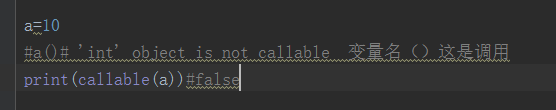 a=10
#a()# 'int' object is not callable  变量名（）这是调用
print(callable(a))#false